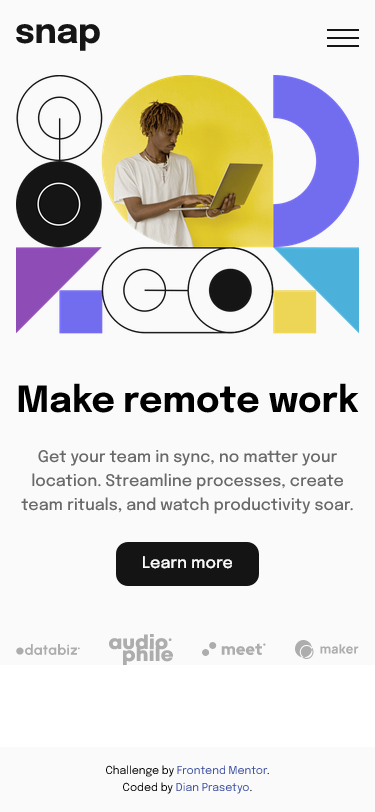 snap
Make remote work
Get your team in sync, no matter your
location. Streamline processes, create
team rituals, and watch productivity soar.
Learn more
databiz audiophile meet maker
Challenge by Frontend Mentor.
Coded by Dian Prasetyo.